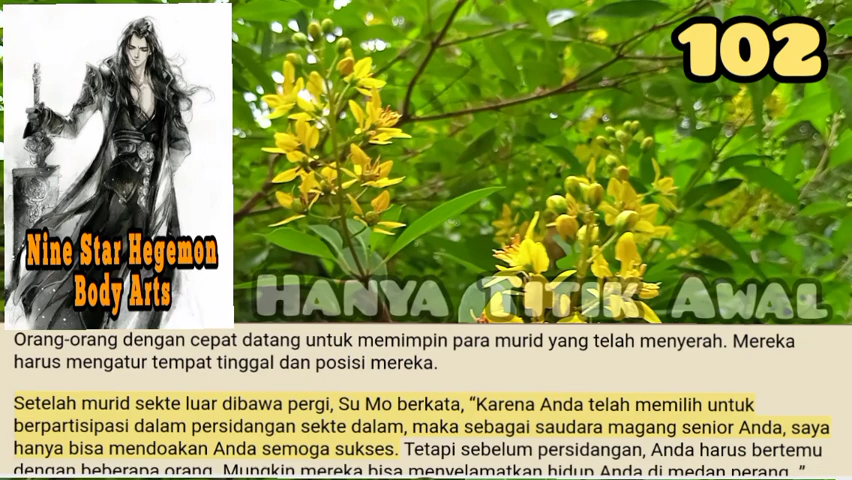 102
Nine Star Hegemon
Body Arts
HANYA TITIK AWAL
Orang-orang dengan cepat datang untuk memimpin para murid yang telah menyerah. Mereka
harus mengatur tempat tinggal dan posisi mereka.
Setelah murid sekte luar dibawa pergi, Su Mo berkata, “Karena Anda telah memilih untuk
berpartisipasi dalam persidangan sekte dalam, maka sebagai saudara magang senior Anda, saya
hanya bisa mendoakan Anda semoga sukses. Tetapi sebelum persidangan, Anda harus bertemu
dengan beberapa orang. Mungkin mereka bisa menyelamatkan hidup Anda di medan perang. ”